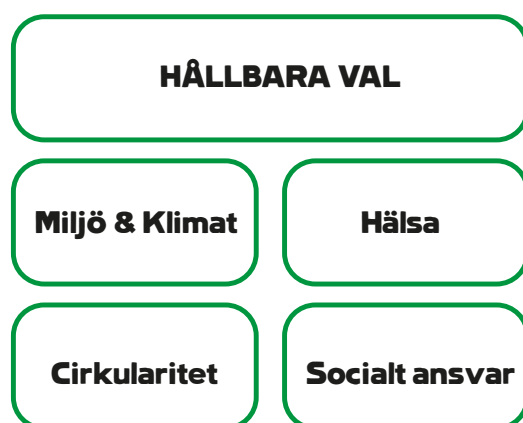 HÅLLBARA VAL
Miljö & Klimat
Hälsa
Cirkularitet
Socialt ansvar